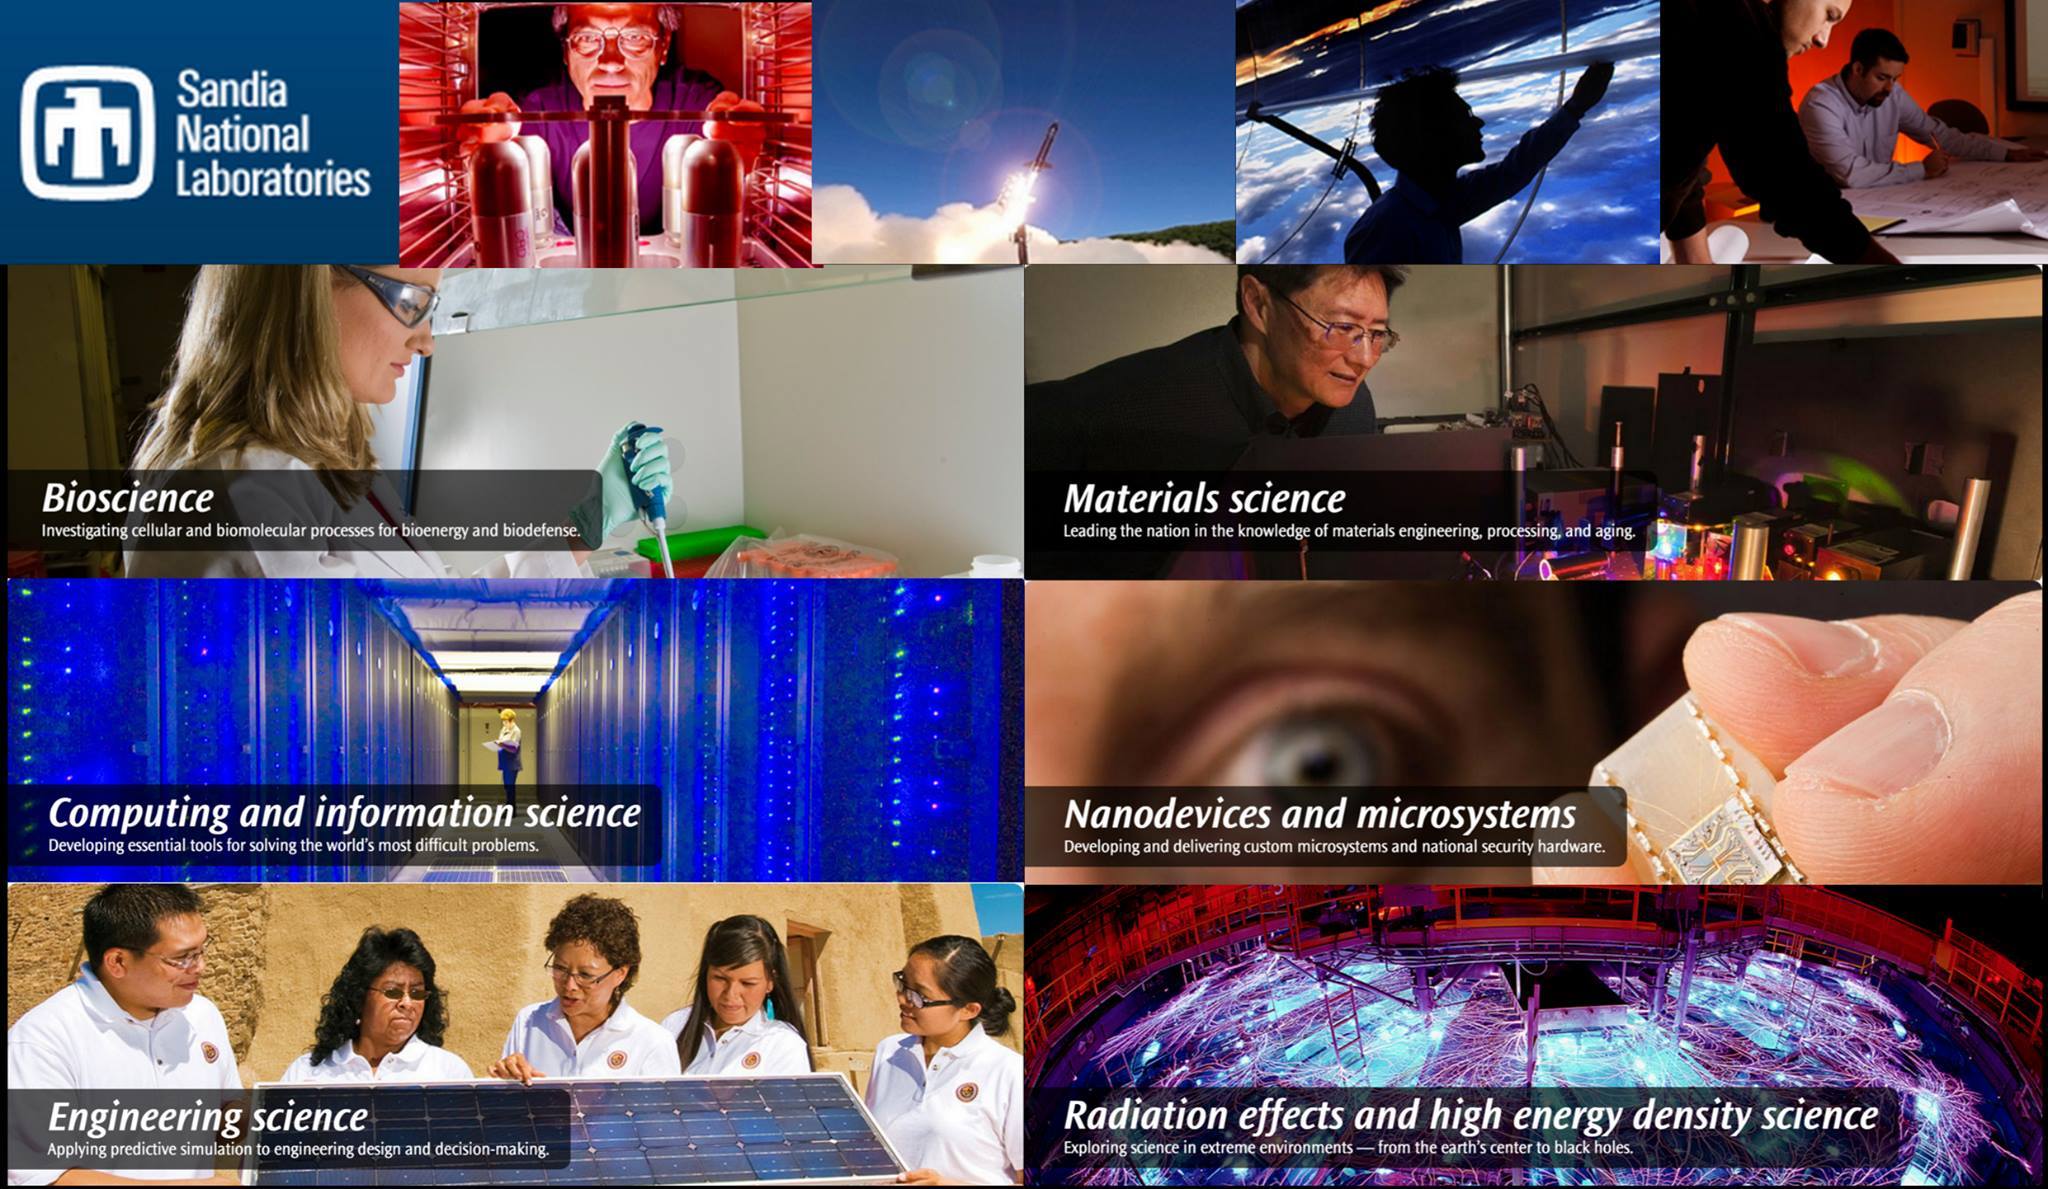 Sandia
National
Laboratories
Bioscience
Investigating cellular and biomolecular processes for bioenergy and biodefense.
Materials science
Leading the nation in the knowledge of materials engineering, processing, and aging.
Computing and information science
Developing essential tools for solving the world's most difficult problems.
Nanodevices and microsystems
Developing and delivering custom microsystems and national security hardware.
Engineering science
Applying predictive simulation to engineering design and decision-making.
Radiation effects and high energy density science
Exploring science in extreme environments — from the earth's center to black holes.